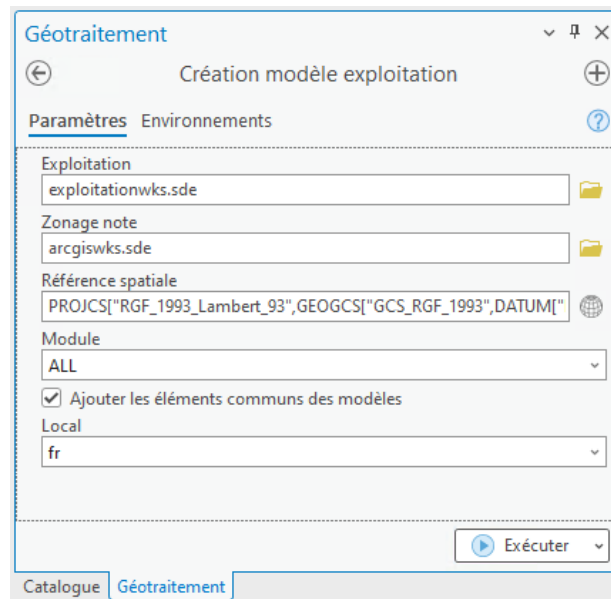 Géotraitement
Création modèle exploitation
Paramètres Environnements
Exploitation
exploitationwks.sde
Zonage note
arcgiswks.sde
Référence spatiale
PROJCS["RGF_1993_Lambert_93",GEOGCS["GCS_RGF_1993",DATUM["
Module
ALL
Ajouter les éléments communs des modèles
Local
fr
Exécuter
Catalogue Géotraitement